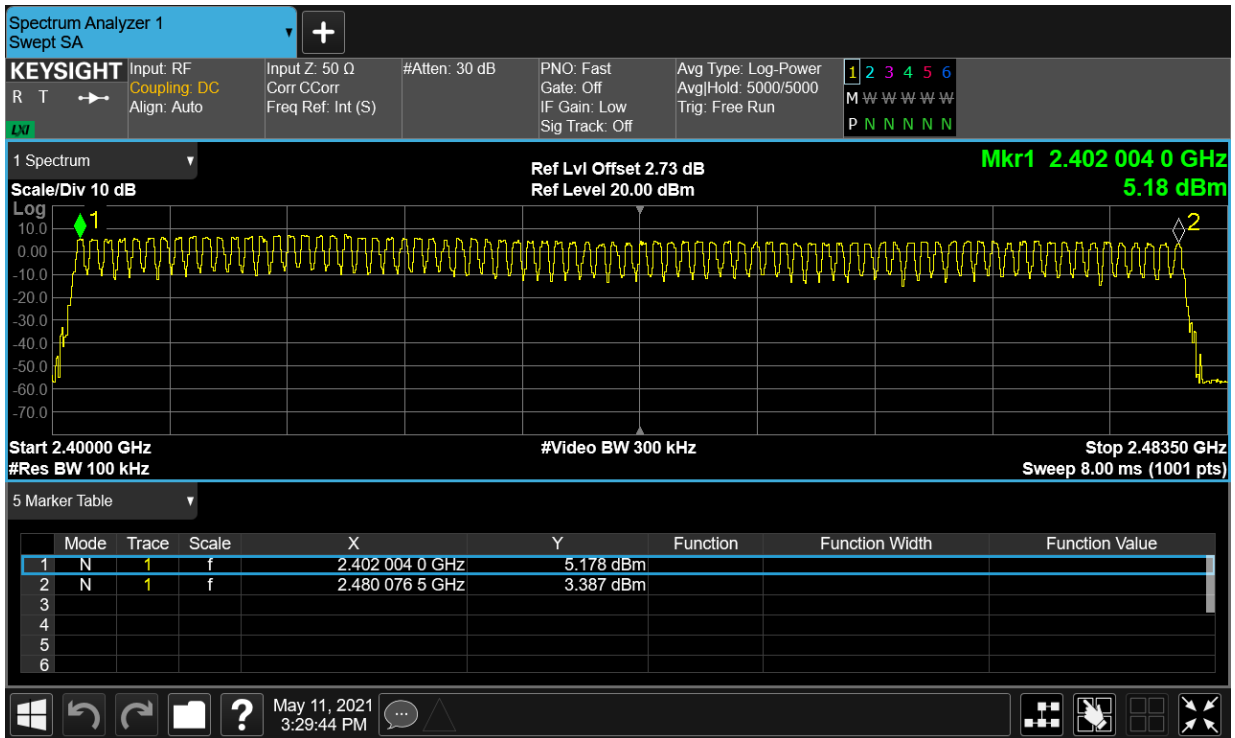 Spectrum Analyzer 1
Swept SA
KEYSIGHT Input: RF Input Z: 50 Ω #Atten: 30 dB PNO: Fast Avg Type: Log-Power 1 2 3 4 5 6
R T Coupling: DC Corr CCorr Gate: Off Avg|Hold: 5000/5000 M W W W W W
Align: Auto Freq Ref: Int (S) IF Gain: Low Trig: Free Run
LXI Sig Track: Off P N N N N N
1 Spectrum Ref Lvl Offset 2.73 dB Mkr1 2.402 004 0 GHz
Scale/Div 10 dB Ref Level 20.00 dBm 5.18 dBm
Log
1 2
10.0
0.00
-10.0
-20.0
-30.0
-40.0
-50.0
-60.0
-70.0
Start 2.40000 GHz #Video BW 300 kHz Stop 2.48350 GHz
#Res BW 100 kHz Sweep 8.00 ms (1001 pts)
5 Marker Table
Mode Trace Scale X Y Function Function Width Function Value
1 N 1 f 2.402 004 0 GHz 5.178 dBm
2 N 1 f 2.480 076 5 GHz 3.387 dBm
3
4
5
6
? May 11, 2021
3:29:44 PM